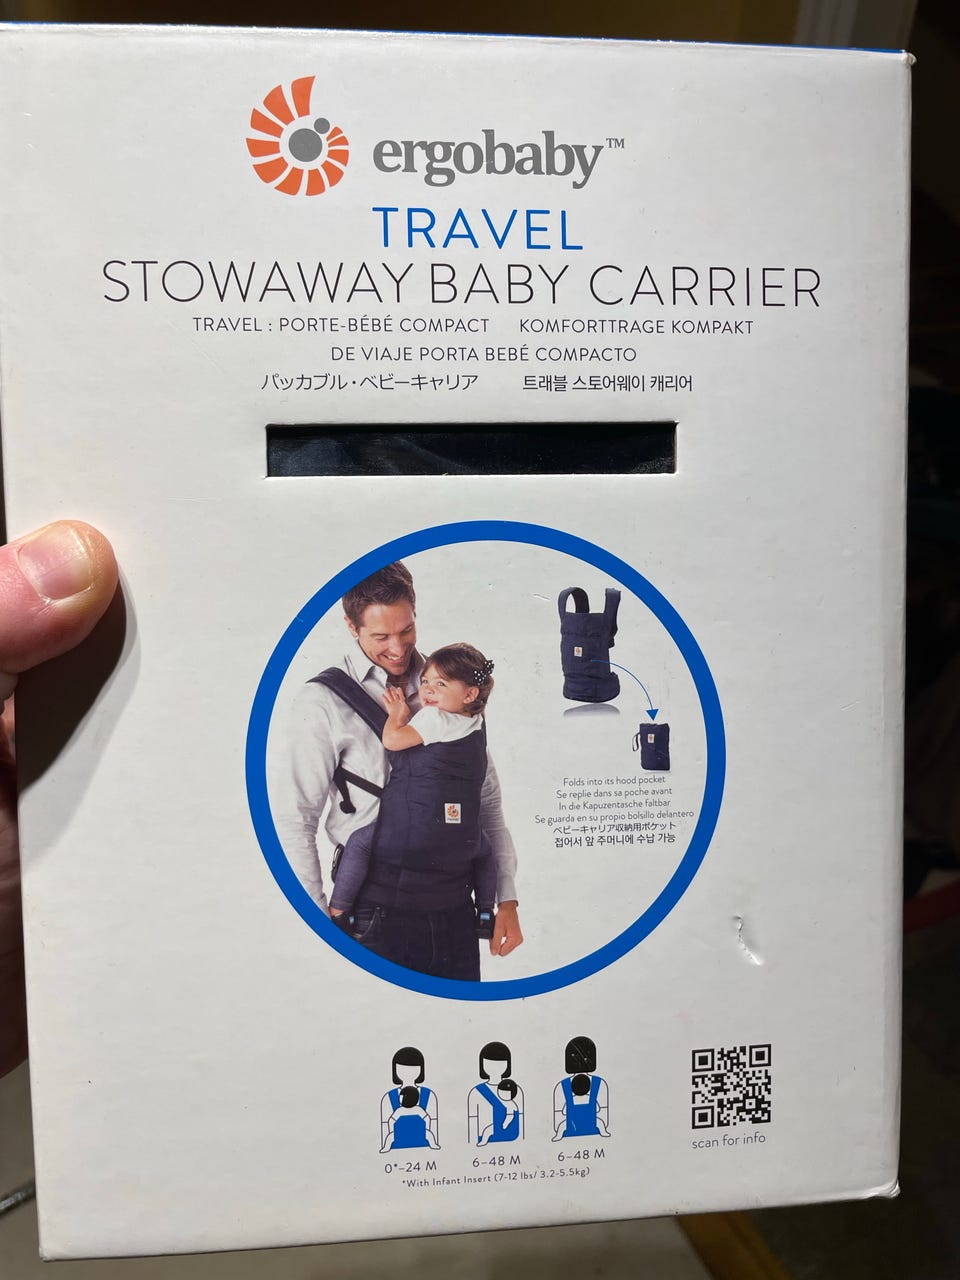 ergobaby™
TRAVEL
STOWAWAY BABY CARRIER
TRAVEL : PORTE-BÉBÉ COMPACT KOMFORTTRAGE KOMPAKT
DE VIAJE PORTA BEBÉ COMPACTO
パッカブル・ベビーキャリア 트래블 스토어웨이 캐리어
Folds into its hood pocket
Se replie dans sa poche avant
In die Kapuzentasche faltbar
Se guarda en su propio bolsillo delantero
ベビーキャリア収納用ポケット
접어서 앞 주머니에 수납 가능
0*-24 M 6-48 M 6-48 M
*With Infant Insert (7-12 lbs/ 3.2-5.5kg)
scan for info